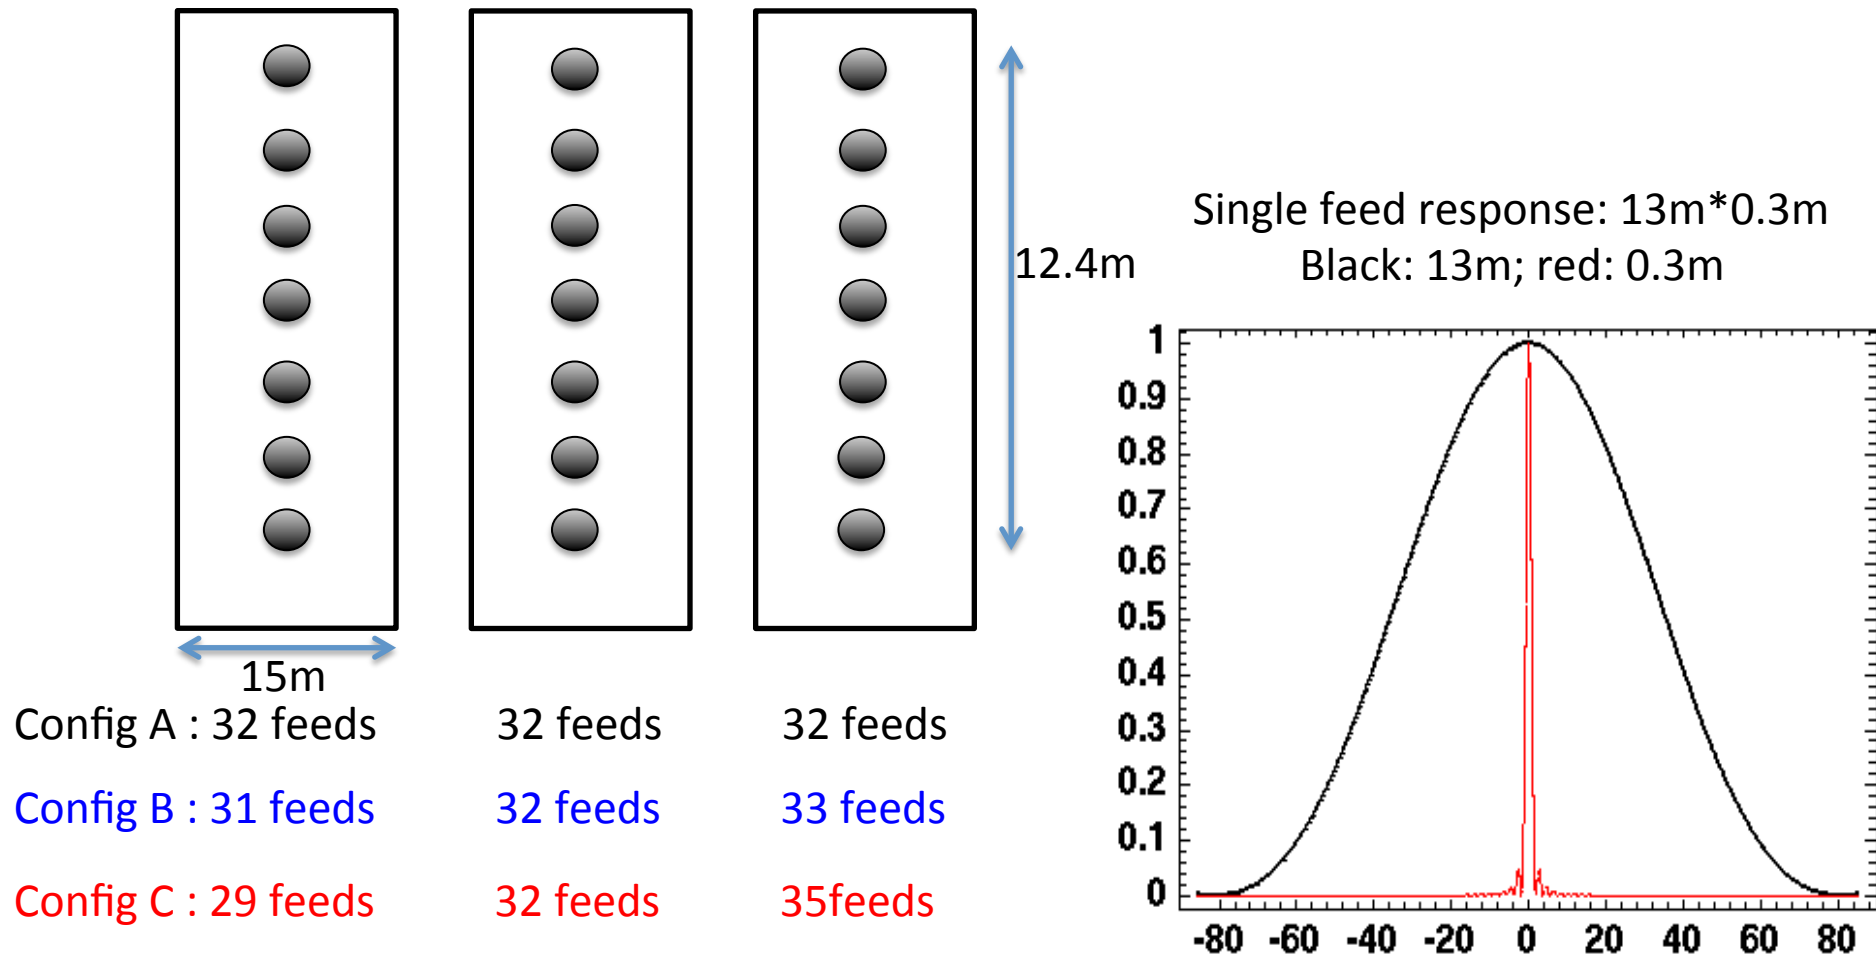 12.4m
15m
Config A : 32 feeds 32 feeds 32 feeds
Config B : 31 feeds 32 feeds 33 feeds
Config C : 29 feeds 32 feeds 35feeds
Single feed response: 13m*0.3m
Black: 13m; red: 0.3m
1
0.9
0.8
0.7
0.6
0.5
0.4
0.3
0.2
0.1
0
-80 -60 -40 -20 0 20 40 60 80